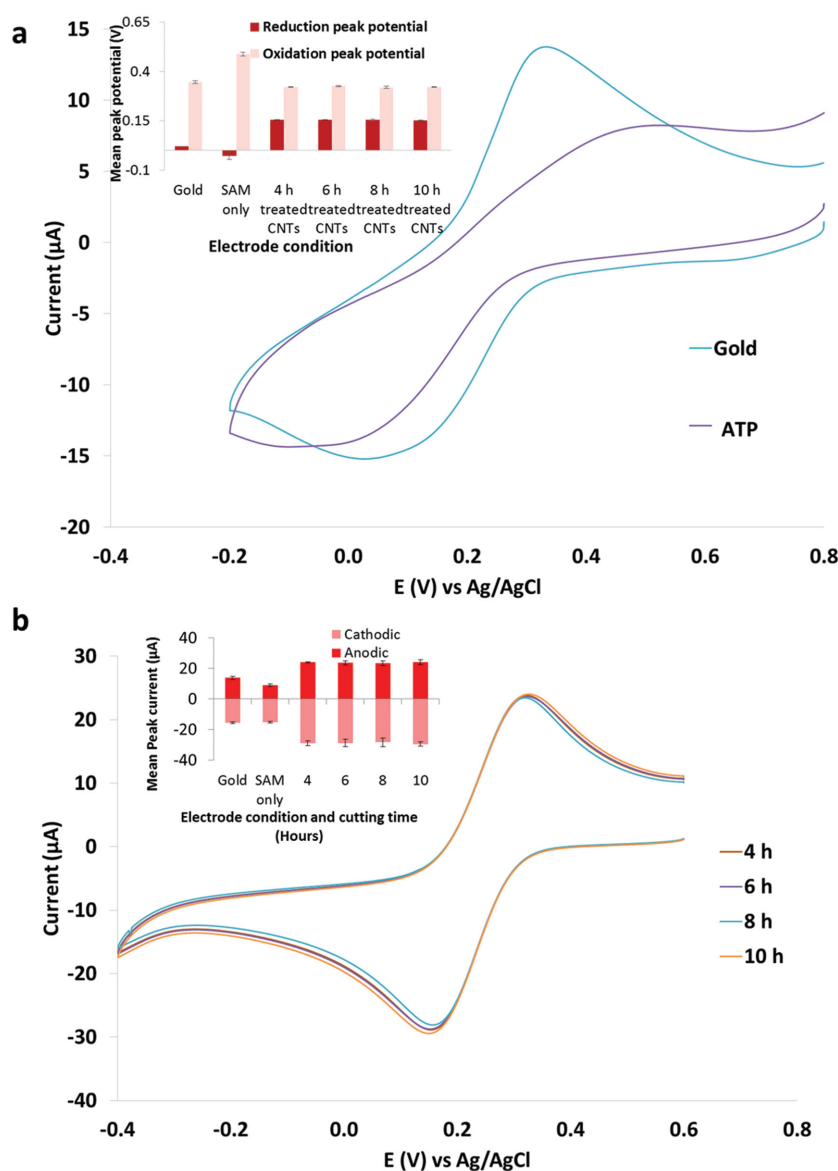 a
0.65
0.4
0.15
-0.1
Mean peak potential (V)
Reduction peak potential
Oxidation peak potential
Gold
SAM only
4 h treated CNTs
6 h treated CNTs
8 h treated CNTs
10 h treated CNTs
Electrode condition
15
10
5
0
-5
-10
-15
-20
Current (µA)
Gold
ATP
-0.4
-0.2
0.0
0.2
0.4
0.6
0.8
E (V) vs Ag/AgCl
b
40
20
0
-20
-40
Mean Peak current (µA)
Cathodic
Anodic
Gold
SAM only
4
6
8
10
Electrode condition and cutting time
(Hours)
30
20
10
0
-10
-20
-30
-40
Current (µA)
4 h
6 h
8 h
10 h
-0.4
-0.2
0.0
0.2
0.4
0.6
0.8
E (V) vs Ag/AgCl